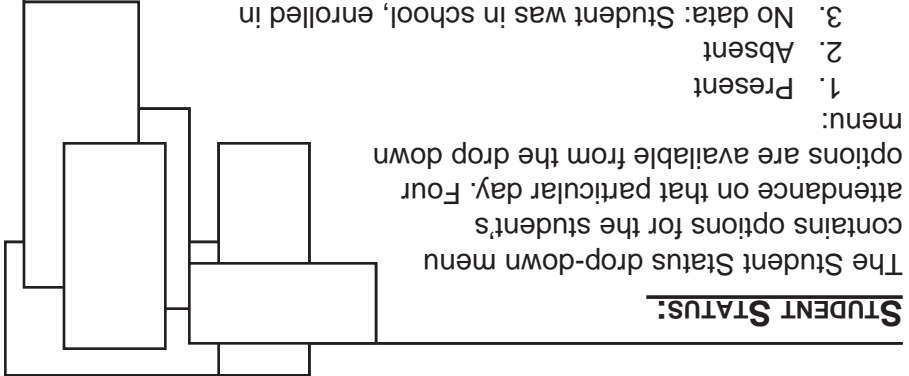 STUDENT STATUS:
The Student Status drop-down menu
contains options for the student's
attendance on that particular day. Four
options are available from the drop down
menu:
1. Present
2. Absent
3. No data: Student was in school, enrolled in